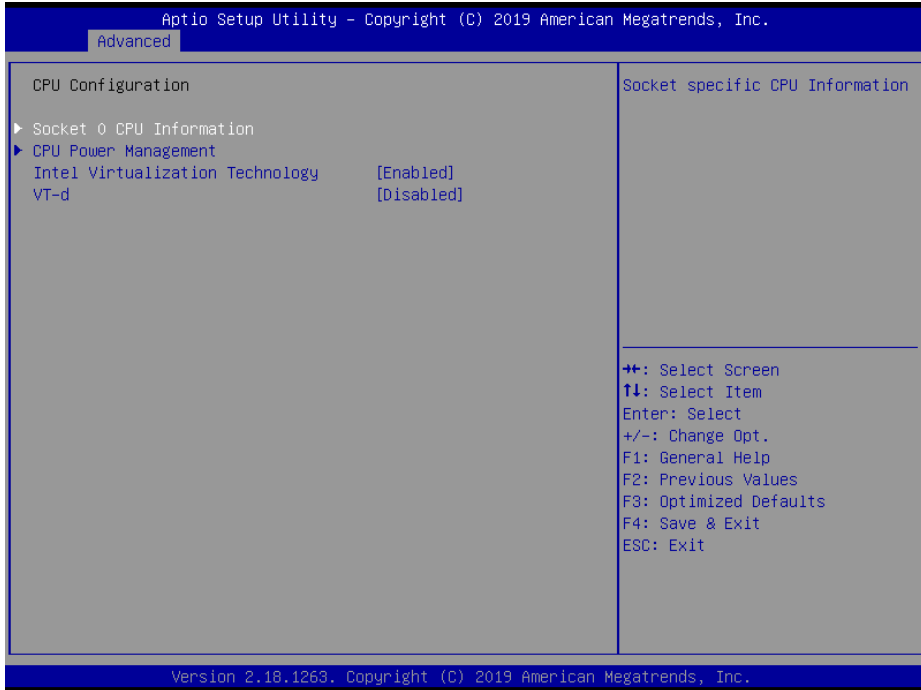 Aptio Setup Utility – Copyright (C) 2019 American Megatrends, Inc.
Advanced
CPU Configuration
Socket 0 CPU Information
CPU Power Management
Intel Virtualization Technology [Enabled]
VT-d [Disabled]
Socket specific CPU Information
→←: Select Screen
↑↓: Select Item
Enter: Select
+/-: Change Opt.
F1: General Help
F2: Previous Values
F3: Optimized Defaults
F4: Save & Exit
ESC: Exit
Version 2.18.1263. Copyright (C) 2019 American Megatrends, Inc.